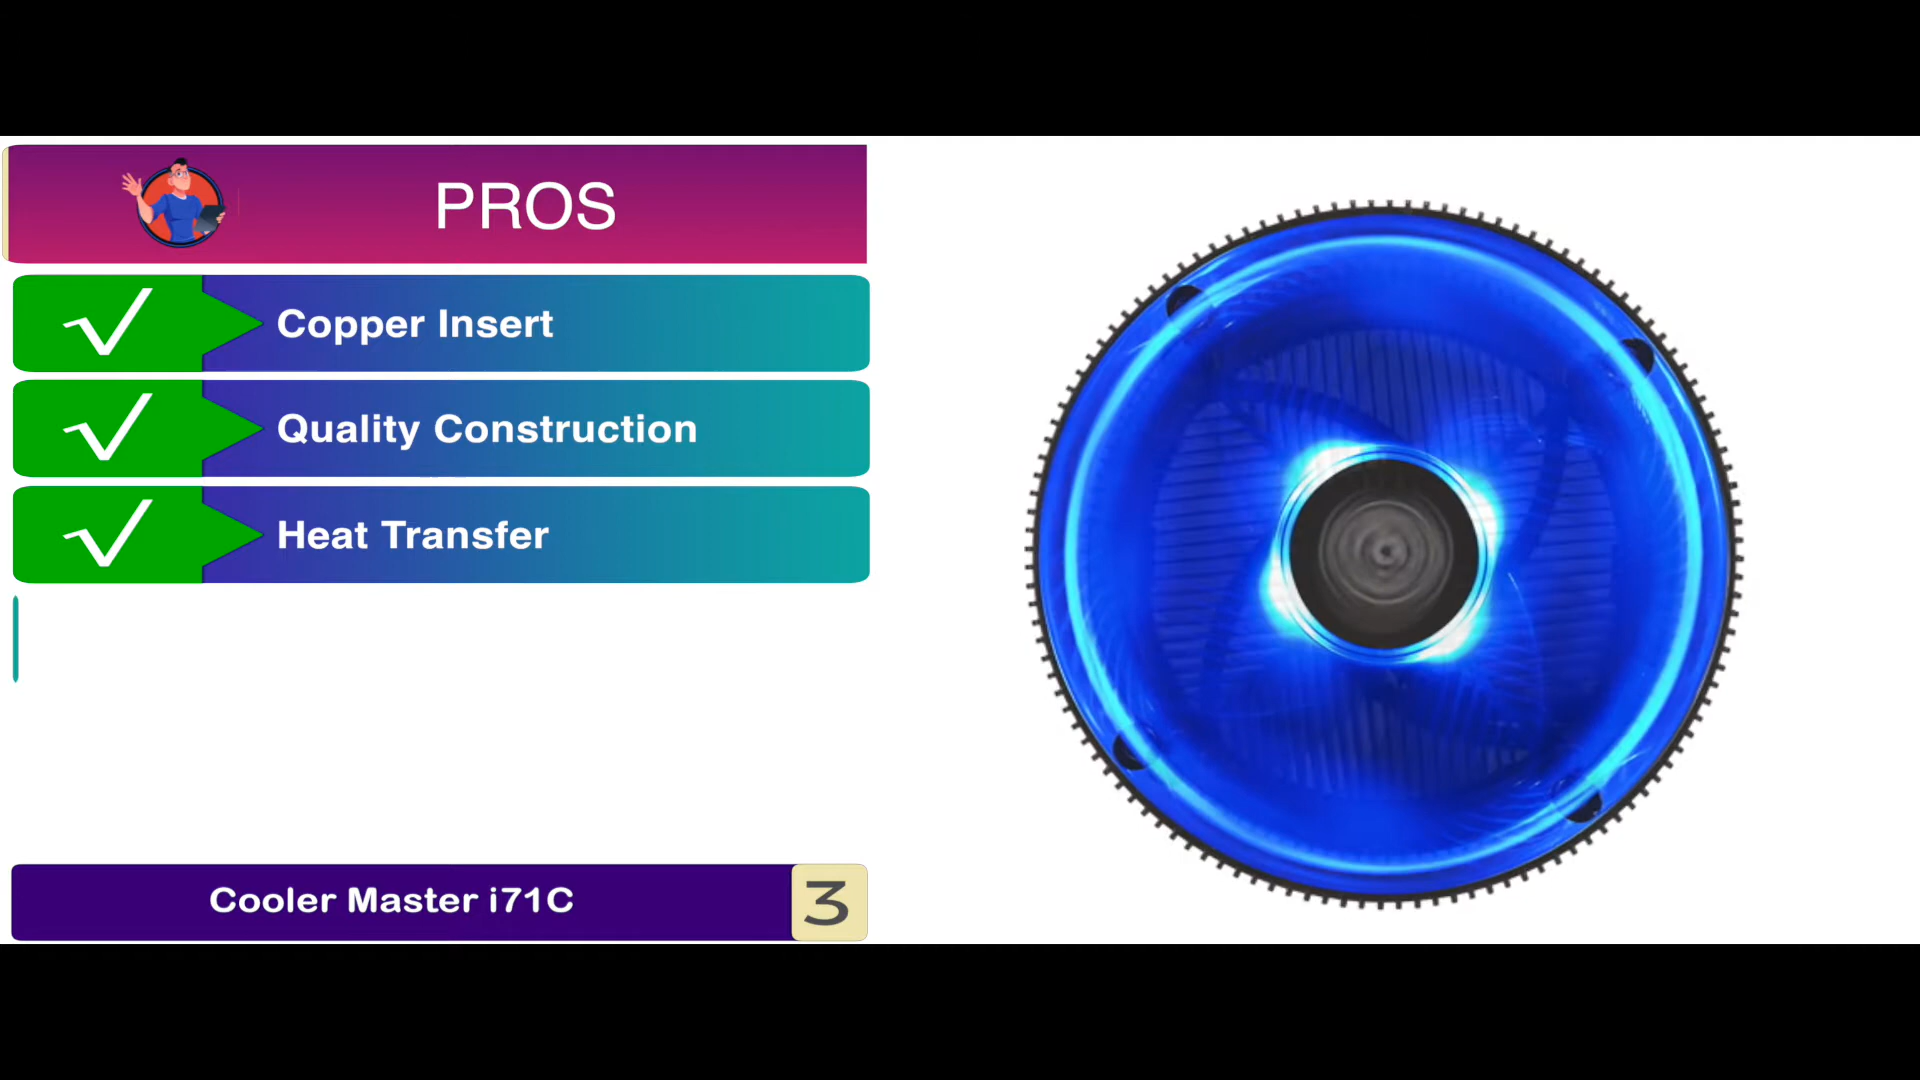 PROS
Copper Insert
Quality Construction
Heat Transfer
Cooler Master i71C
3